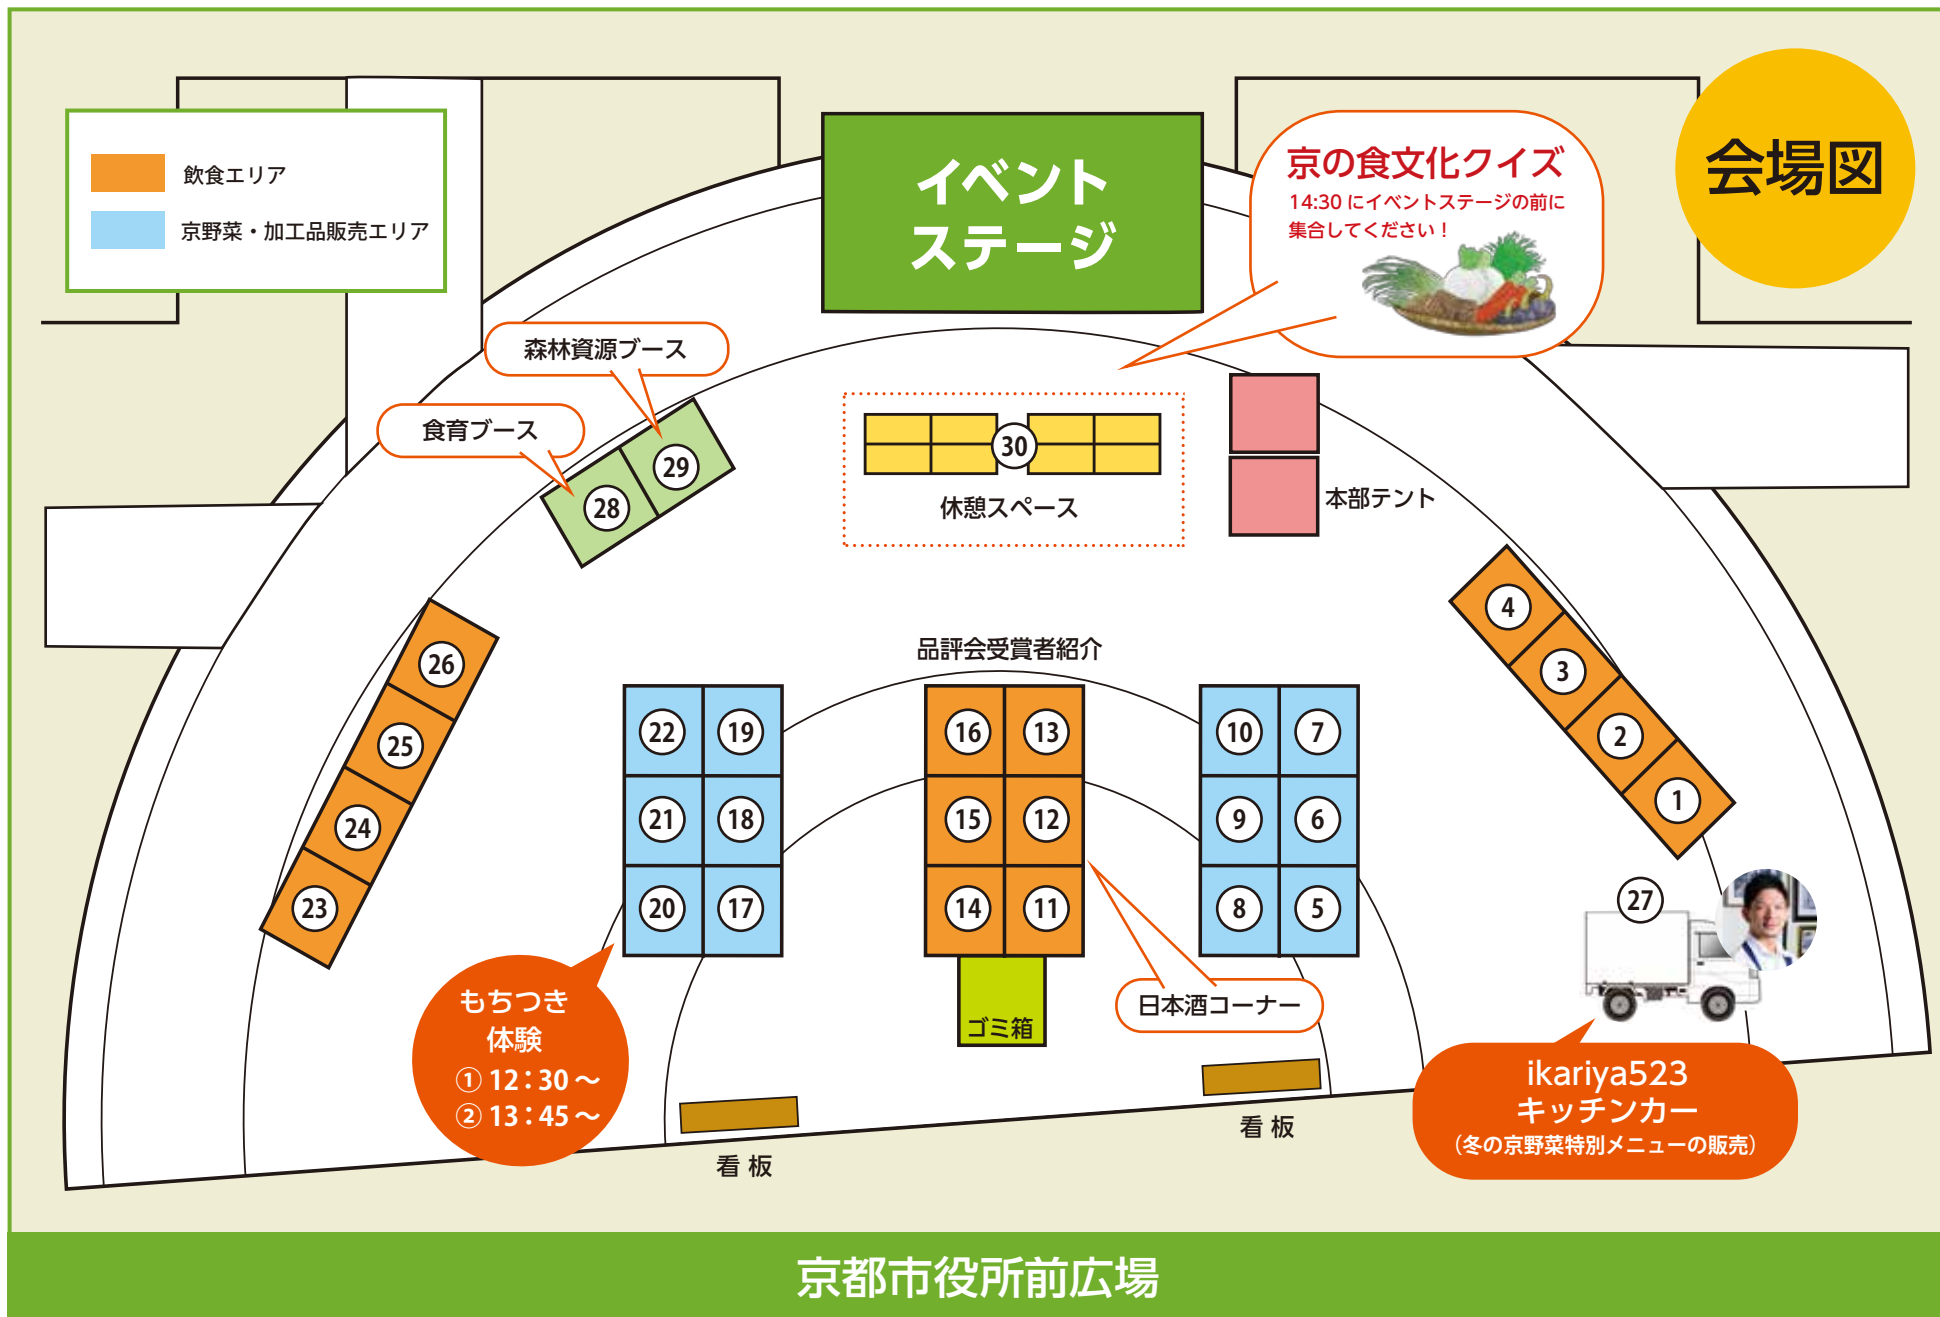 会場図
飲食エリア
京野菜・加工品販売エリア
イベント
ステージ
京の食文化クイズ
14:30 にイベントステージの前に
集合してください！
森林資源ブース
食育ブース
29
28
30
休憩スペース
本部テント
4
3
2
1
26
25
24
23
品評会受賞者紹介
22
19
21
18
20
17
16
13
15
12
14
11
10
7
9
6
8
5
27
もちつき
体験
① 12：30 〜
② 13：45 〜
ゴミ箱
日本酒コーナー
ikariya523
キッチンカー
（冬の京野菜特別メニューの販売）
看 板
看 板
京都市役所前広場